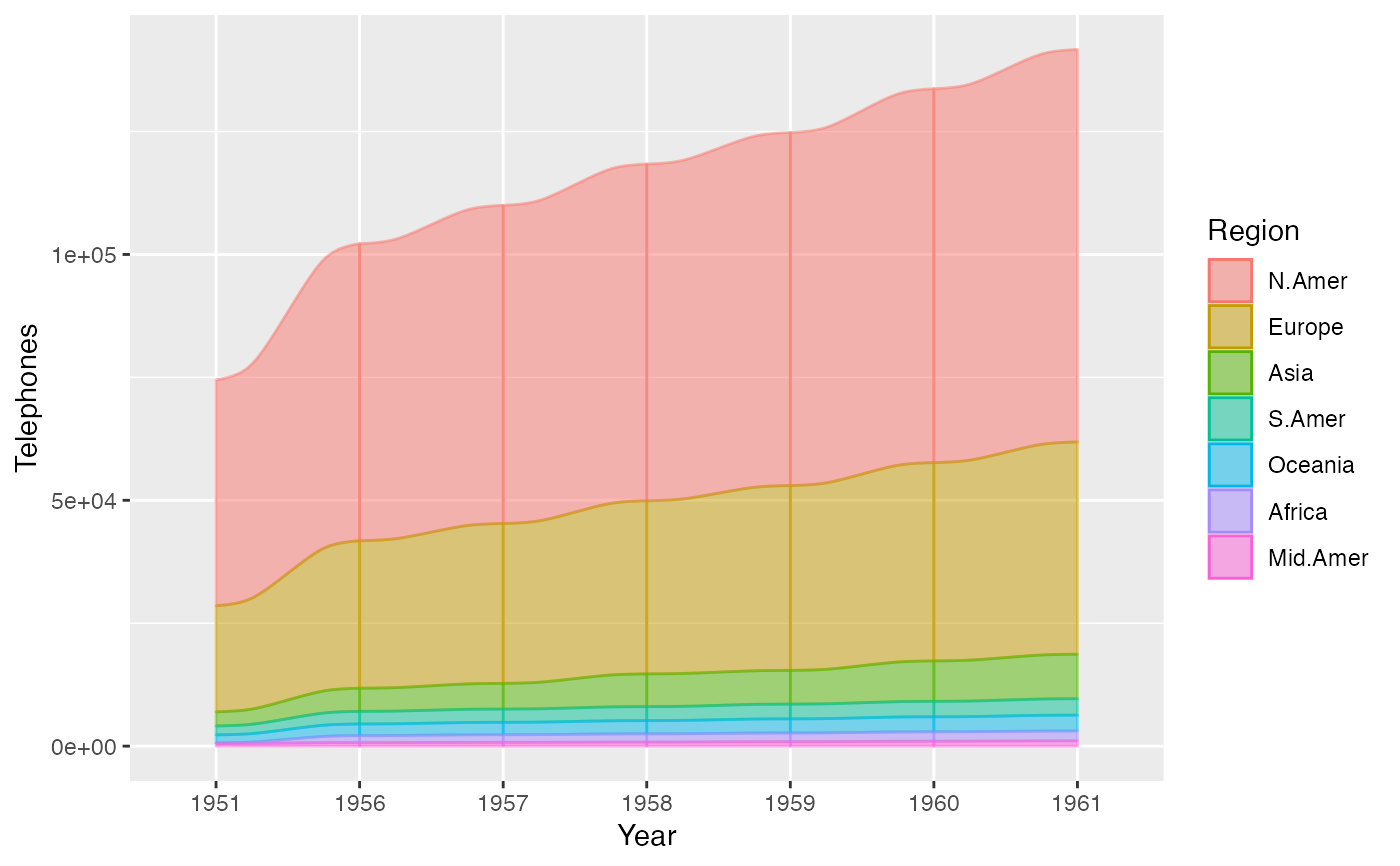 Telephones
1e+05
5e+04
0e+00
1951 1956 1957 1958 1959 1960 1961
Year
Region
N.Amer
Europe
Asia
S.Amer
Oceania
Africa
Mid.Amer